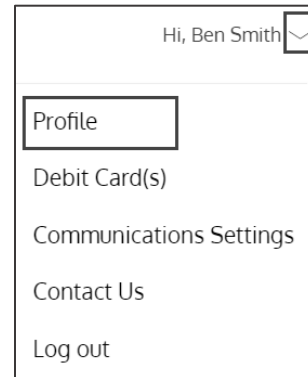 Hi, Ben Smith
Profile
Debit Card(s)
Communications Settings
Contact Us
Log out